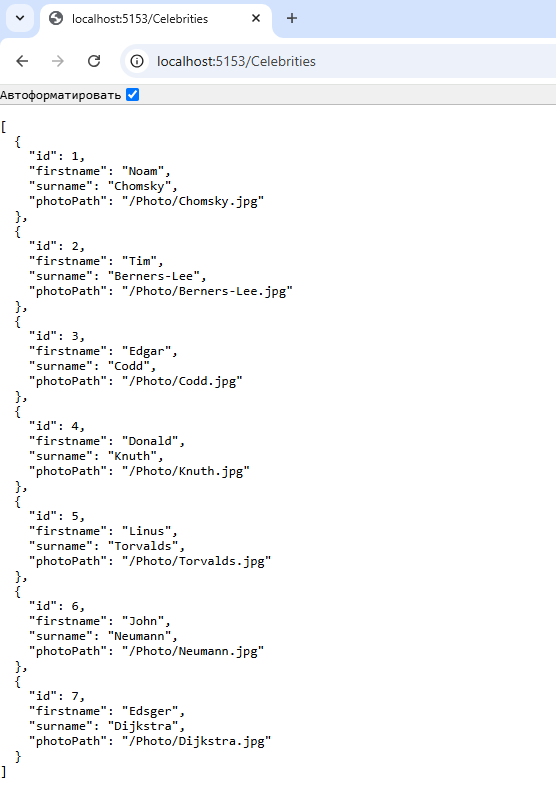 localhost:5153/Celebrities
localhost:5153/Celebrities
Автоформатировать
[
  {
    "id": 1,
    "firstname": "Noam",
    "surname": "Chomsky",
    "photoPath": "/Photo/Chomsky.jpg"
  },
  {
    "id": 2,
    "firstname": "Tim",
    "surname": "Berners-Lee",
    "photoPath": "/Photo/Berners-Lee.jpg"
  },
  {
    "id": 3,
    "firstname": "Edgar",
    "surname": "Codd",
    "photoPath": "/Photo/Codd.jpg"
  },
  {
    "id": 4,
    "firstname": "Donald",
    "surname": "Knuth",
    "photoPath": "/Photo/Knuth.jpg"
  },
  {
    "id": 5,
    "firstname": "Linus",
    "surname": "Torvalds",
    "photoPath": "/Photo/Torvalds.jpg"
  },
  {
    "id": 6,
    "firstname": "John",
    "surname": "Neumann",
    "photoPath": "/Photo/Neumann.jpg"
  },
  {
    "id": 7,
    "firstname": "Edsger",
    "surname": "Dijkstra",
    "photoPath": "/Photo/Dijkstra.jpg"
  }
]